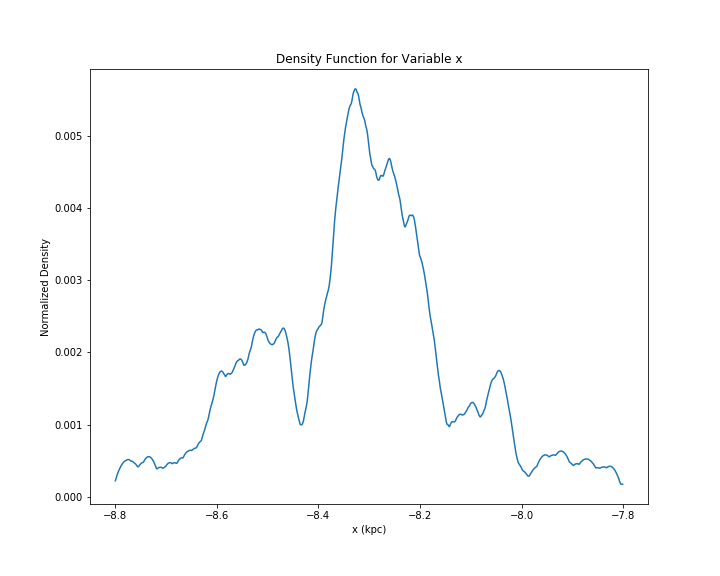 Density Function for Variable x
0.005
0.004
0.003
0.002
0.001
0.000
Normalized Density
−8.8 −8.6 −8.4 −8.2 −8.0 −7.8
x (kpc)